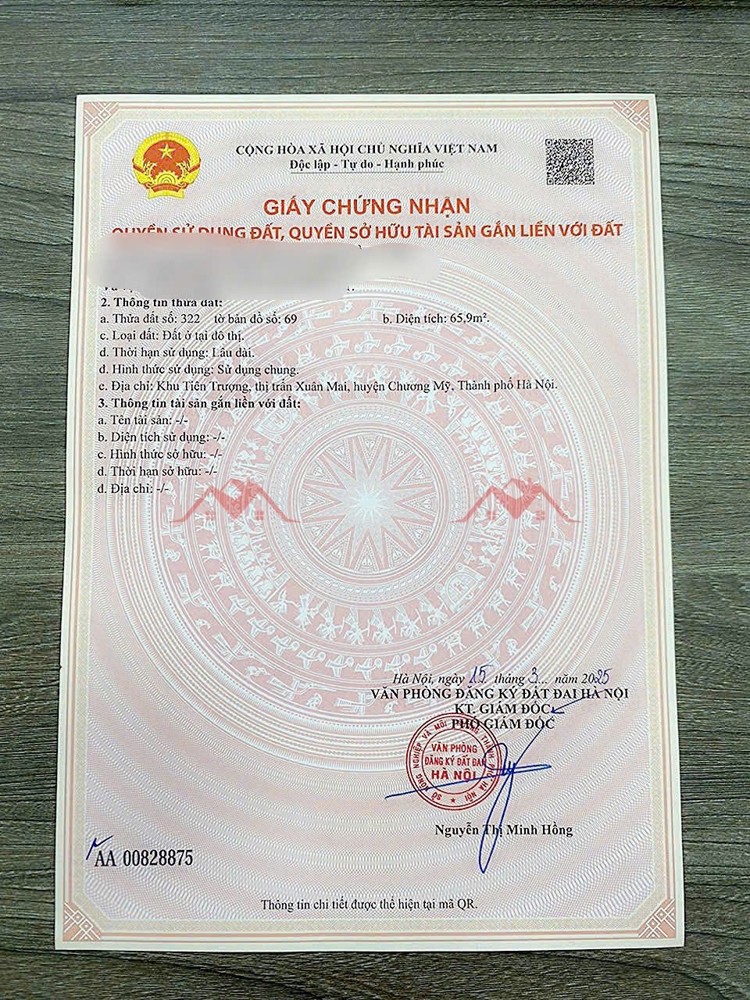 CỘNG HÒA XÃ HỘI CHỦ NGHĨA VIỆT NAM
Độc lập - Tự do - Hạnh phúc
GIẤY CHỨNG NHẬN
QUYỀN SỬ DỤNG ĐẤT, QUYỀN SỞ HỮU TÀI SẢN GẮN LIỀN VỚI ĐẤT
2. Thông tin thửa đất:
a. Thửa đất số: 322 tờ bản đồ số: 69 b. Diện tích: 65,9m².
c. Loại đất: Đất ở tại đô thị.
d. Thời hạn sử dụng: Lâu dài.
đ. Hình thức sử dụng: Sử dụng chung.
e. Địa chỉ: Khu Tiên Trượng, thị trấn Xuân Mai, huyện Chương Mỹ, Thành phố Hà Nội.
3. Thông tin tài sản gắn liền với đất:
a. Tên tài sản: -/-
b. Diện tích sử dụng: -/-
c. Hình thức sở hữu: -/-
d. Thời hạn sở hữu: -/-
đ. Địa chỉ: -/-
Hà Nội, ngày 15 tháng 3... năm 2025
VĂN PHÒNG ĐĂNG KÝ ĐẤT ĐAI HÀ NỘI
KT. GIÁM ĐỐC
PHÓ GIÁM ĐỐC
VĂN PHÒNG
ĐĂNG KÝ ĐẤT ĐAI
HÀ NỘI
Nguyễn Thị Minh Hồng
AA 00828875
Thông tin chi tiết được thể hiện tại mã QR.